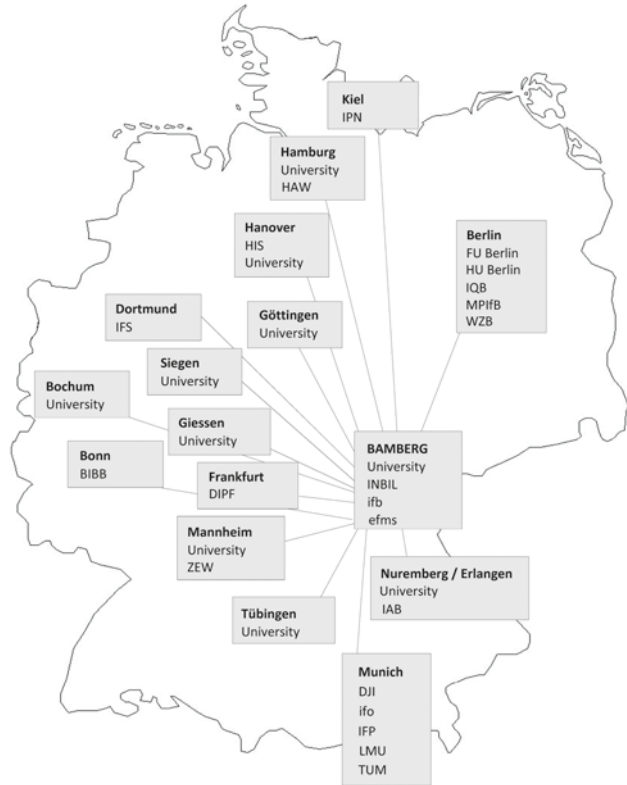 Kiel
IPN
Hamburg
University
HAW
Hanover
HIS
University
Berlin
FU Berlin
HU Berlin
IQB
MPIfB
WZB
Dortmund
IFS
Göttingen
University
Siegen
University
Bochum
University
Giessen
University
Bonn
BIBB
Frankfurt
DIPF
BAMBERG
University
INBIL
ifb
efms
Mannheim
University
ZEW
Nuremberg / Erlangen
University
IAB
Tübingen
University
Munich
DJI
ifo
IFP
LMU
TUM